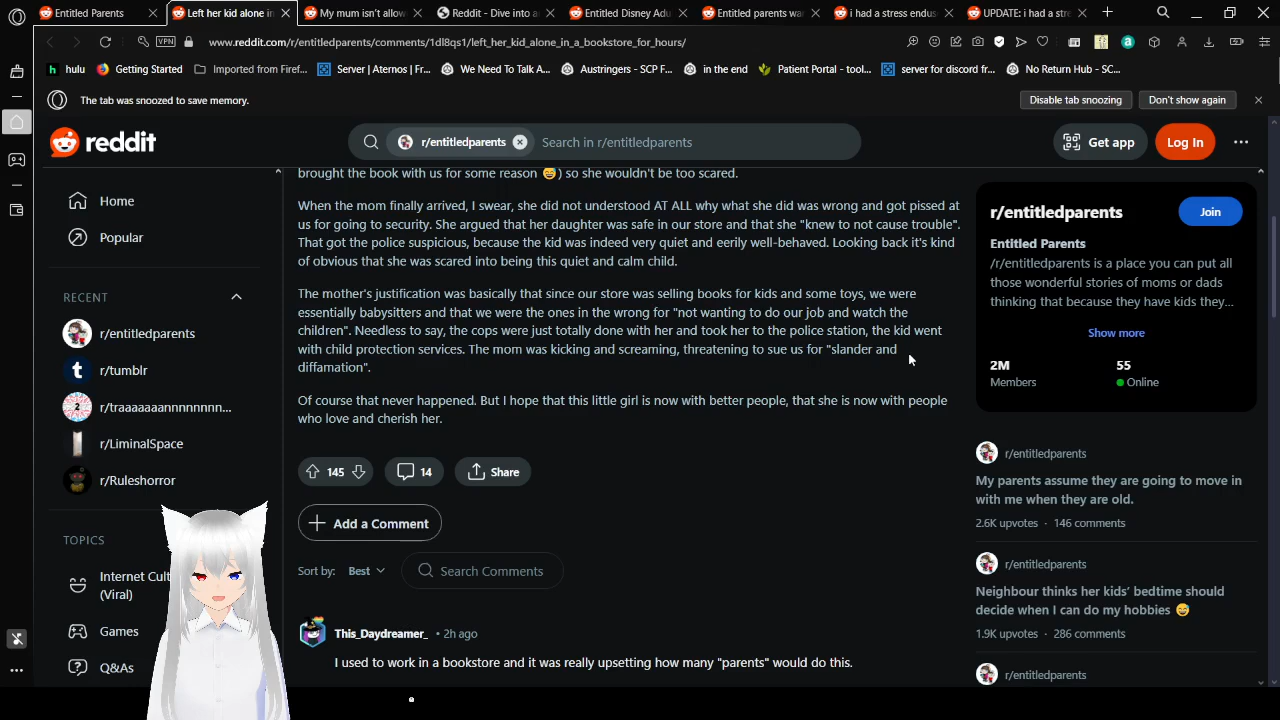 Entitled Parents
Left her kid alone in
My mum isn't allow
Reddit - Dive into an
Entitled Disney Adu
Entitled parents wa
i had a stress endus
UPDATE: i had a stre
VPN
www.reddit.com/r/entitledparents/comments/1dl8qs1/left_her_kid_alone_in_a_bookstore_for_hours/
hulu
Getting Started
Imported from Firef...
Server | Aternos | Fr...
We Need To Talk A...
Austringers - SCP F...
in the end
Patient Portal - tool...
server for discord fr...
No Return Hub - SC...
The tab was snoozed to save memory.
Disable tab snoozing
Don't show again
reddit
r/entitledparents
Search in r/entitledparents
Get app
Log In
Home
Popular
RECENT
r/entitledparents
r/tumblr
r/traaaaaaannnnnnnn...
r/LiminalSpace
r/Ruleshorror
TOPICS
Internet Cult
(Viral)
Games
Q&As
brought the book with us for some reason 😅) so she wouldn't be too scared.
When the mom finally arrived, I swear, she did not understood AT ALL why what she did was wrong and got pissed at
us for going to security. She argued that her daughter was safe in our store and that she "knew to not cause trouble".
That got the police suspicious, because the kid was indeed very quiet and eerily well-behaved. Looking back it's kind
of obvious that she was scared into being this quiet and calm child.
The mother's justification was basically that since our store was selling books for kids and some toys, we were
essentially babysitters and that we were the ones in the wrong for "not wanting to do our job and watch the
children". Needless to say, the cops were just totally done with her and took her to the police station, the kid went
with child protection services. The mom was kicking and screaming, threatening to sue us for "slander and
diffamation".
Of course that never happened. But I hope that this little girl is now with better people, that she is now with people
who love and cherish her.
145
14
Share
Add a Comment
Sort by:
Best
Search Comments
This_Daydreamer_
• 2h ago
I used to work in a bookstore and it was really upsetting how many "parents" would do this.
r/entitledparents
Join
Entitled Parents
/r/entitledparents is a place you can put all
those wonderful stories of moms or dads
thinking that because they have kids they...
Show more
2M
55
Members
Online
r/entitledparents
My parents assume they are going to move in
with me when they are old.
2.6K upvotes · 146 comments
r/entitledparents
Neighbour thinks her kids' bedtime should
decide when I can do my hobbies 😅
1.9K upvotes · 286 comments
r/entitledparents